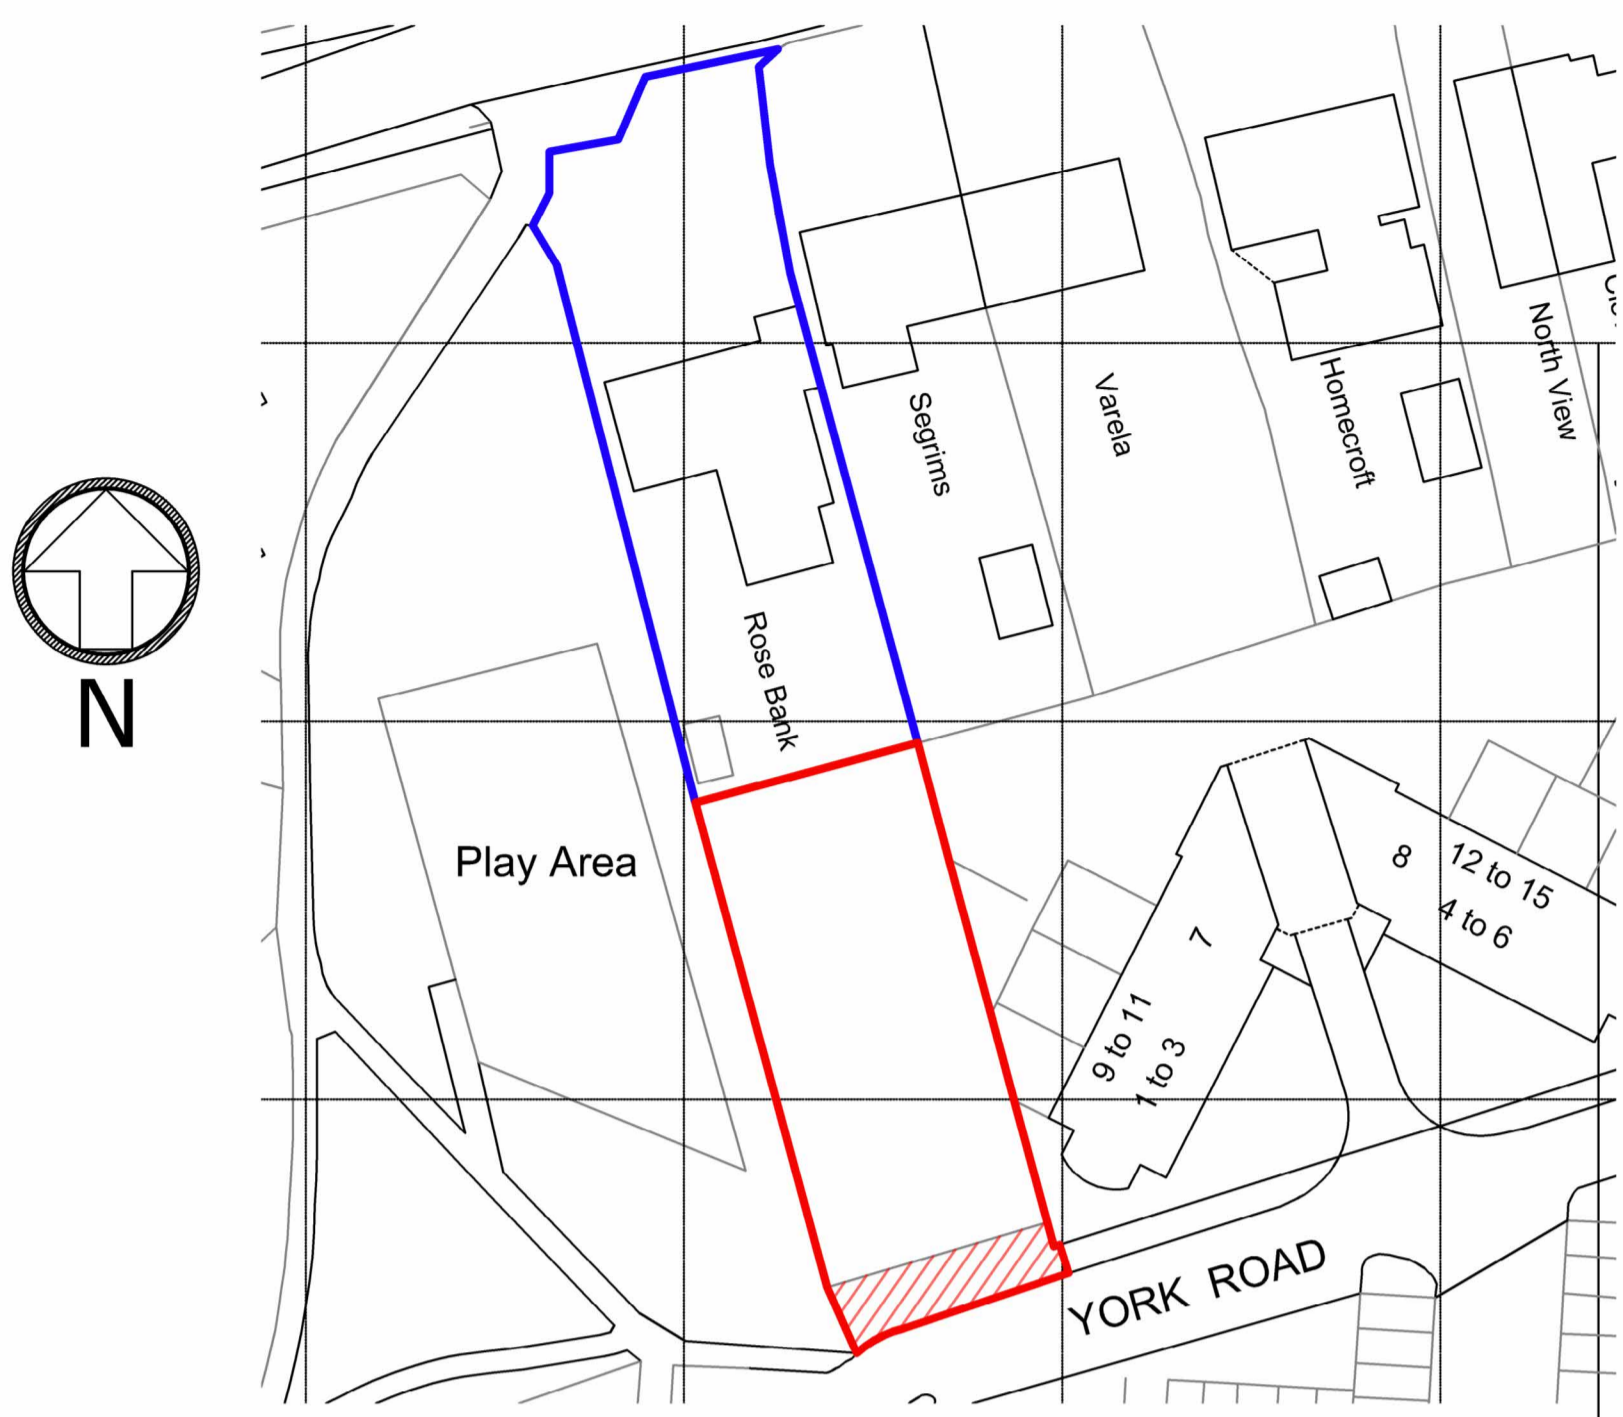 North View
Homecroft
Varela
Segrims
Rose Bank
N
Play Area
8
12 to 15
4 to 6
7
9 to 11
1 to 3
YORK ROAD